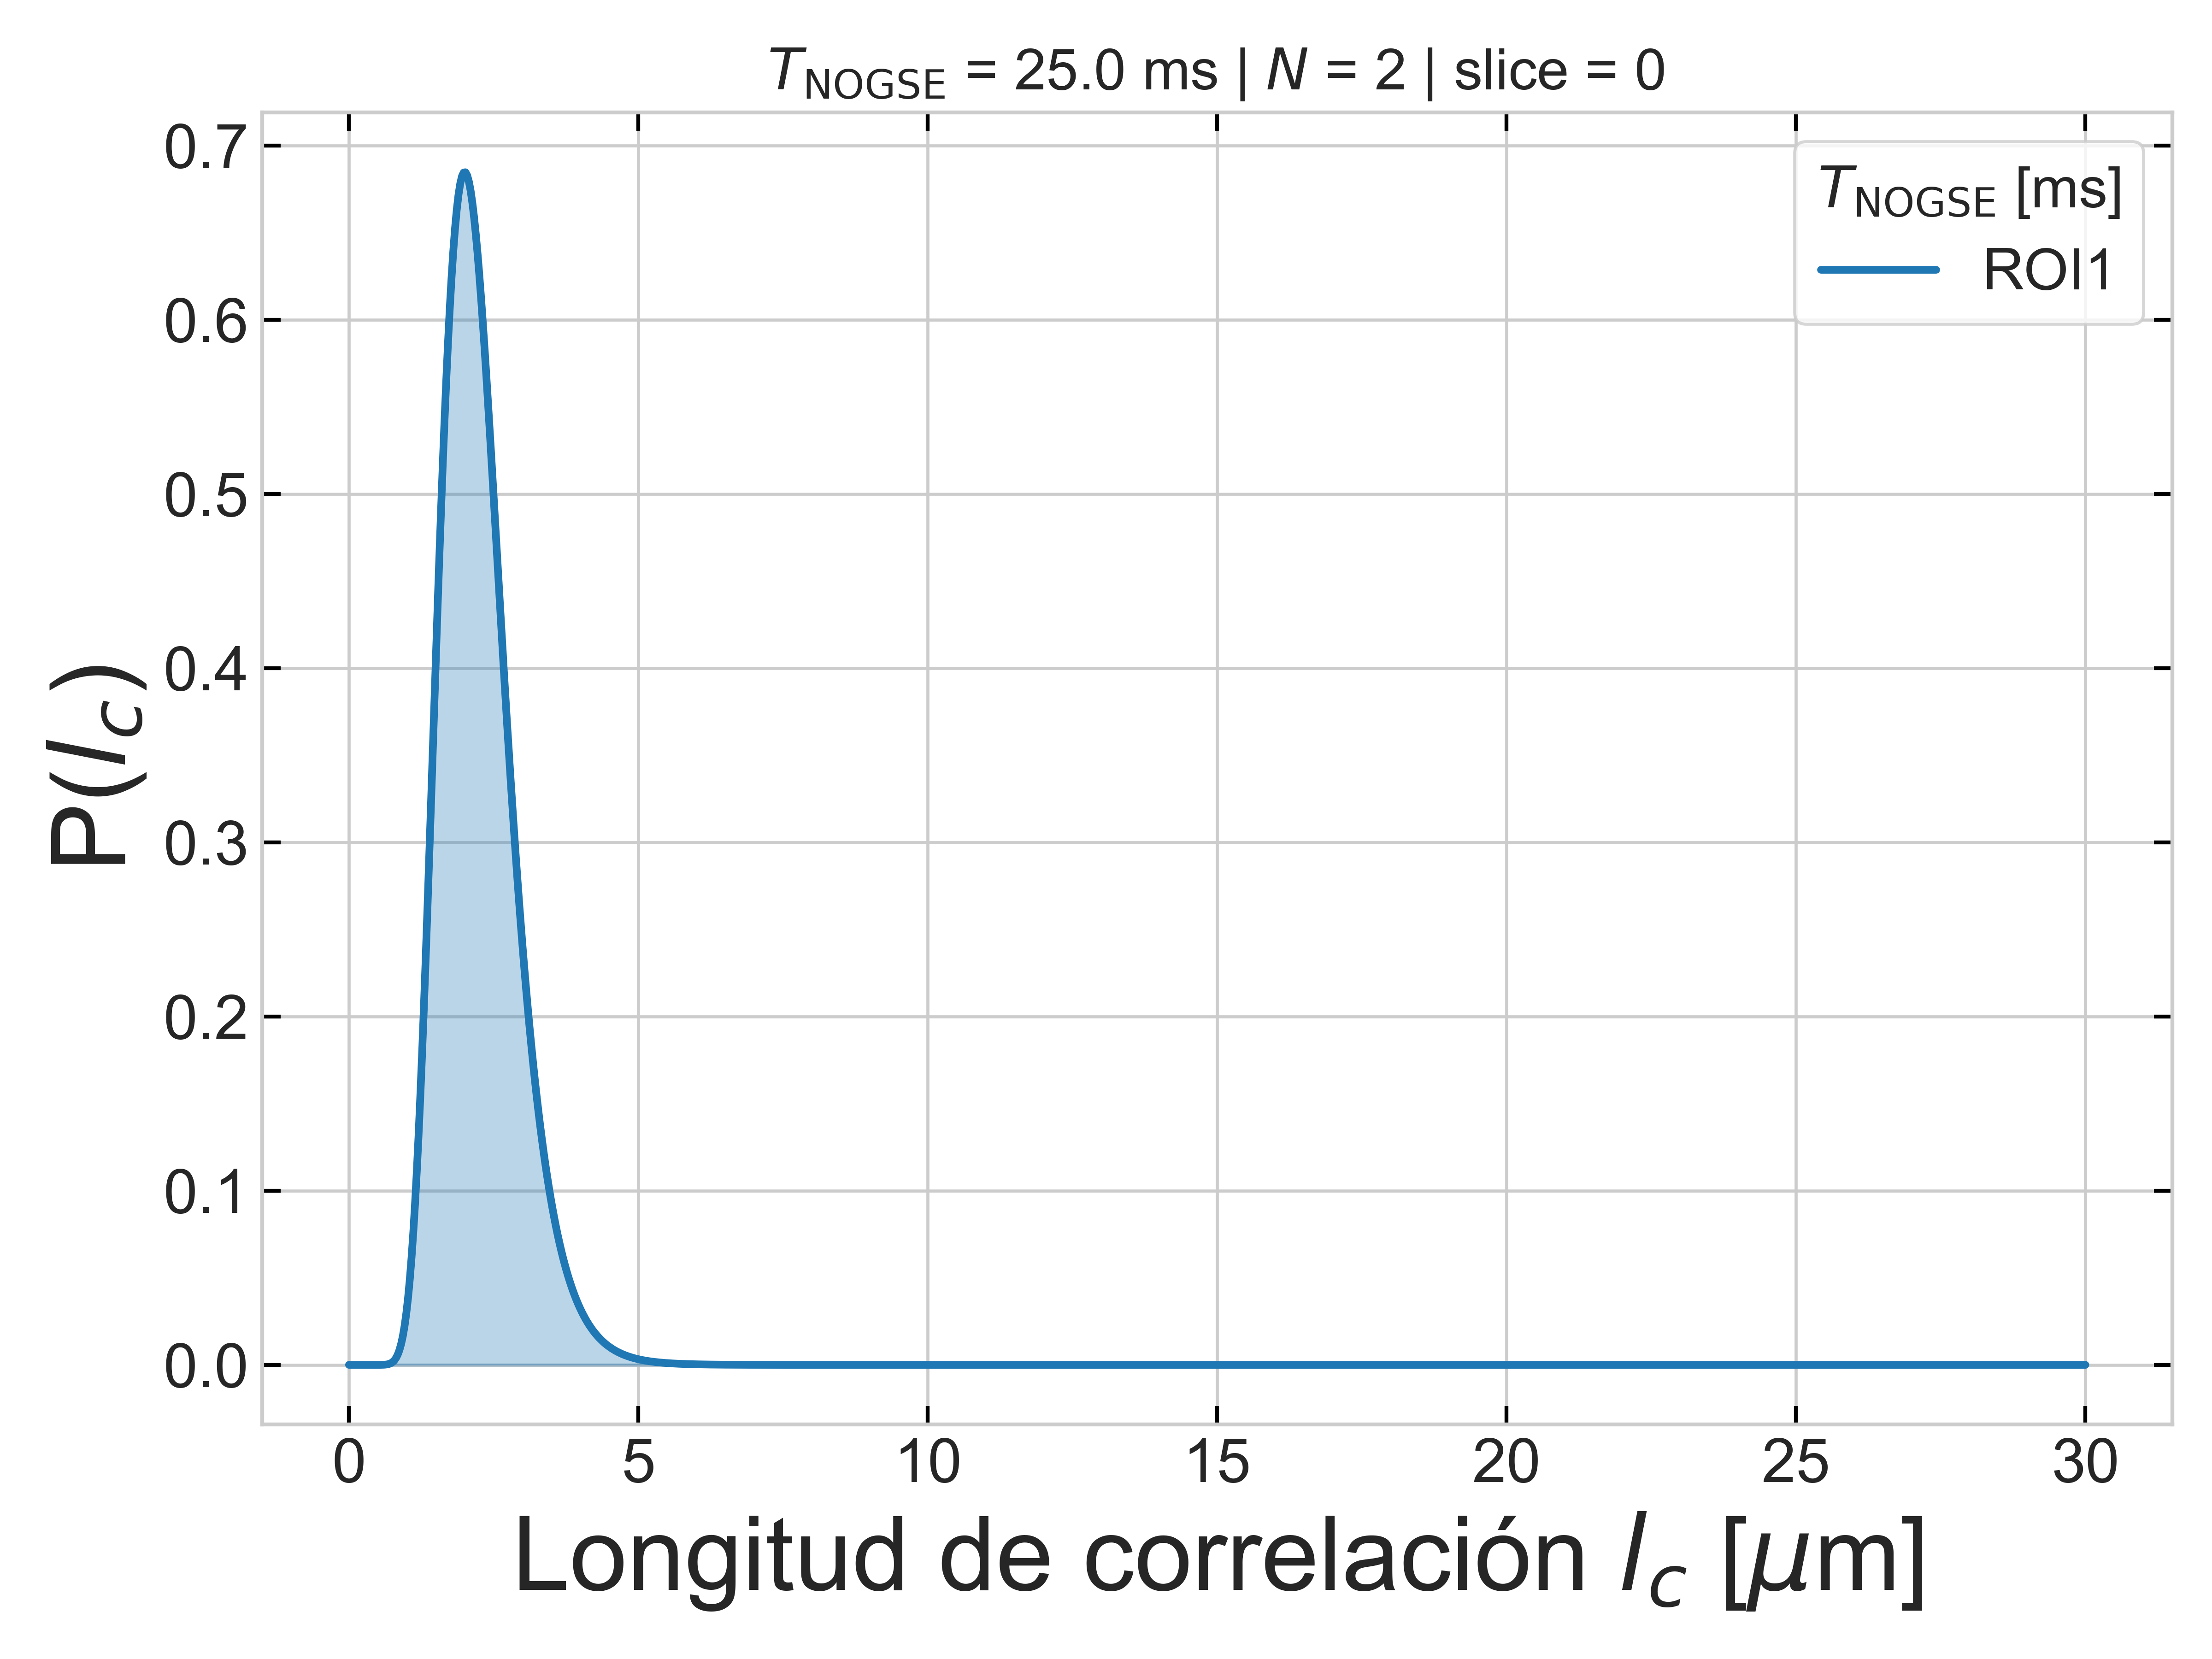 T_NOGSE = 25.0 ms | N = 2 | slice = 0
0.7
0.6
0.5
0.4
0.3
0.2
0.1
0.0
P(l_c)
T_NOGSE [ms]
ROI1
0 5 10 15 20 25 30
Longitud de correlación l_c [μm]